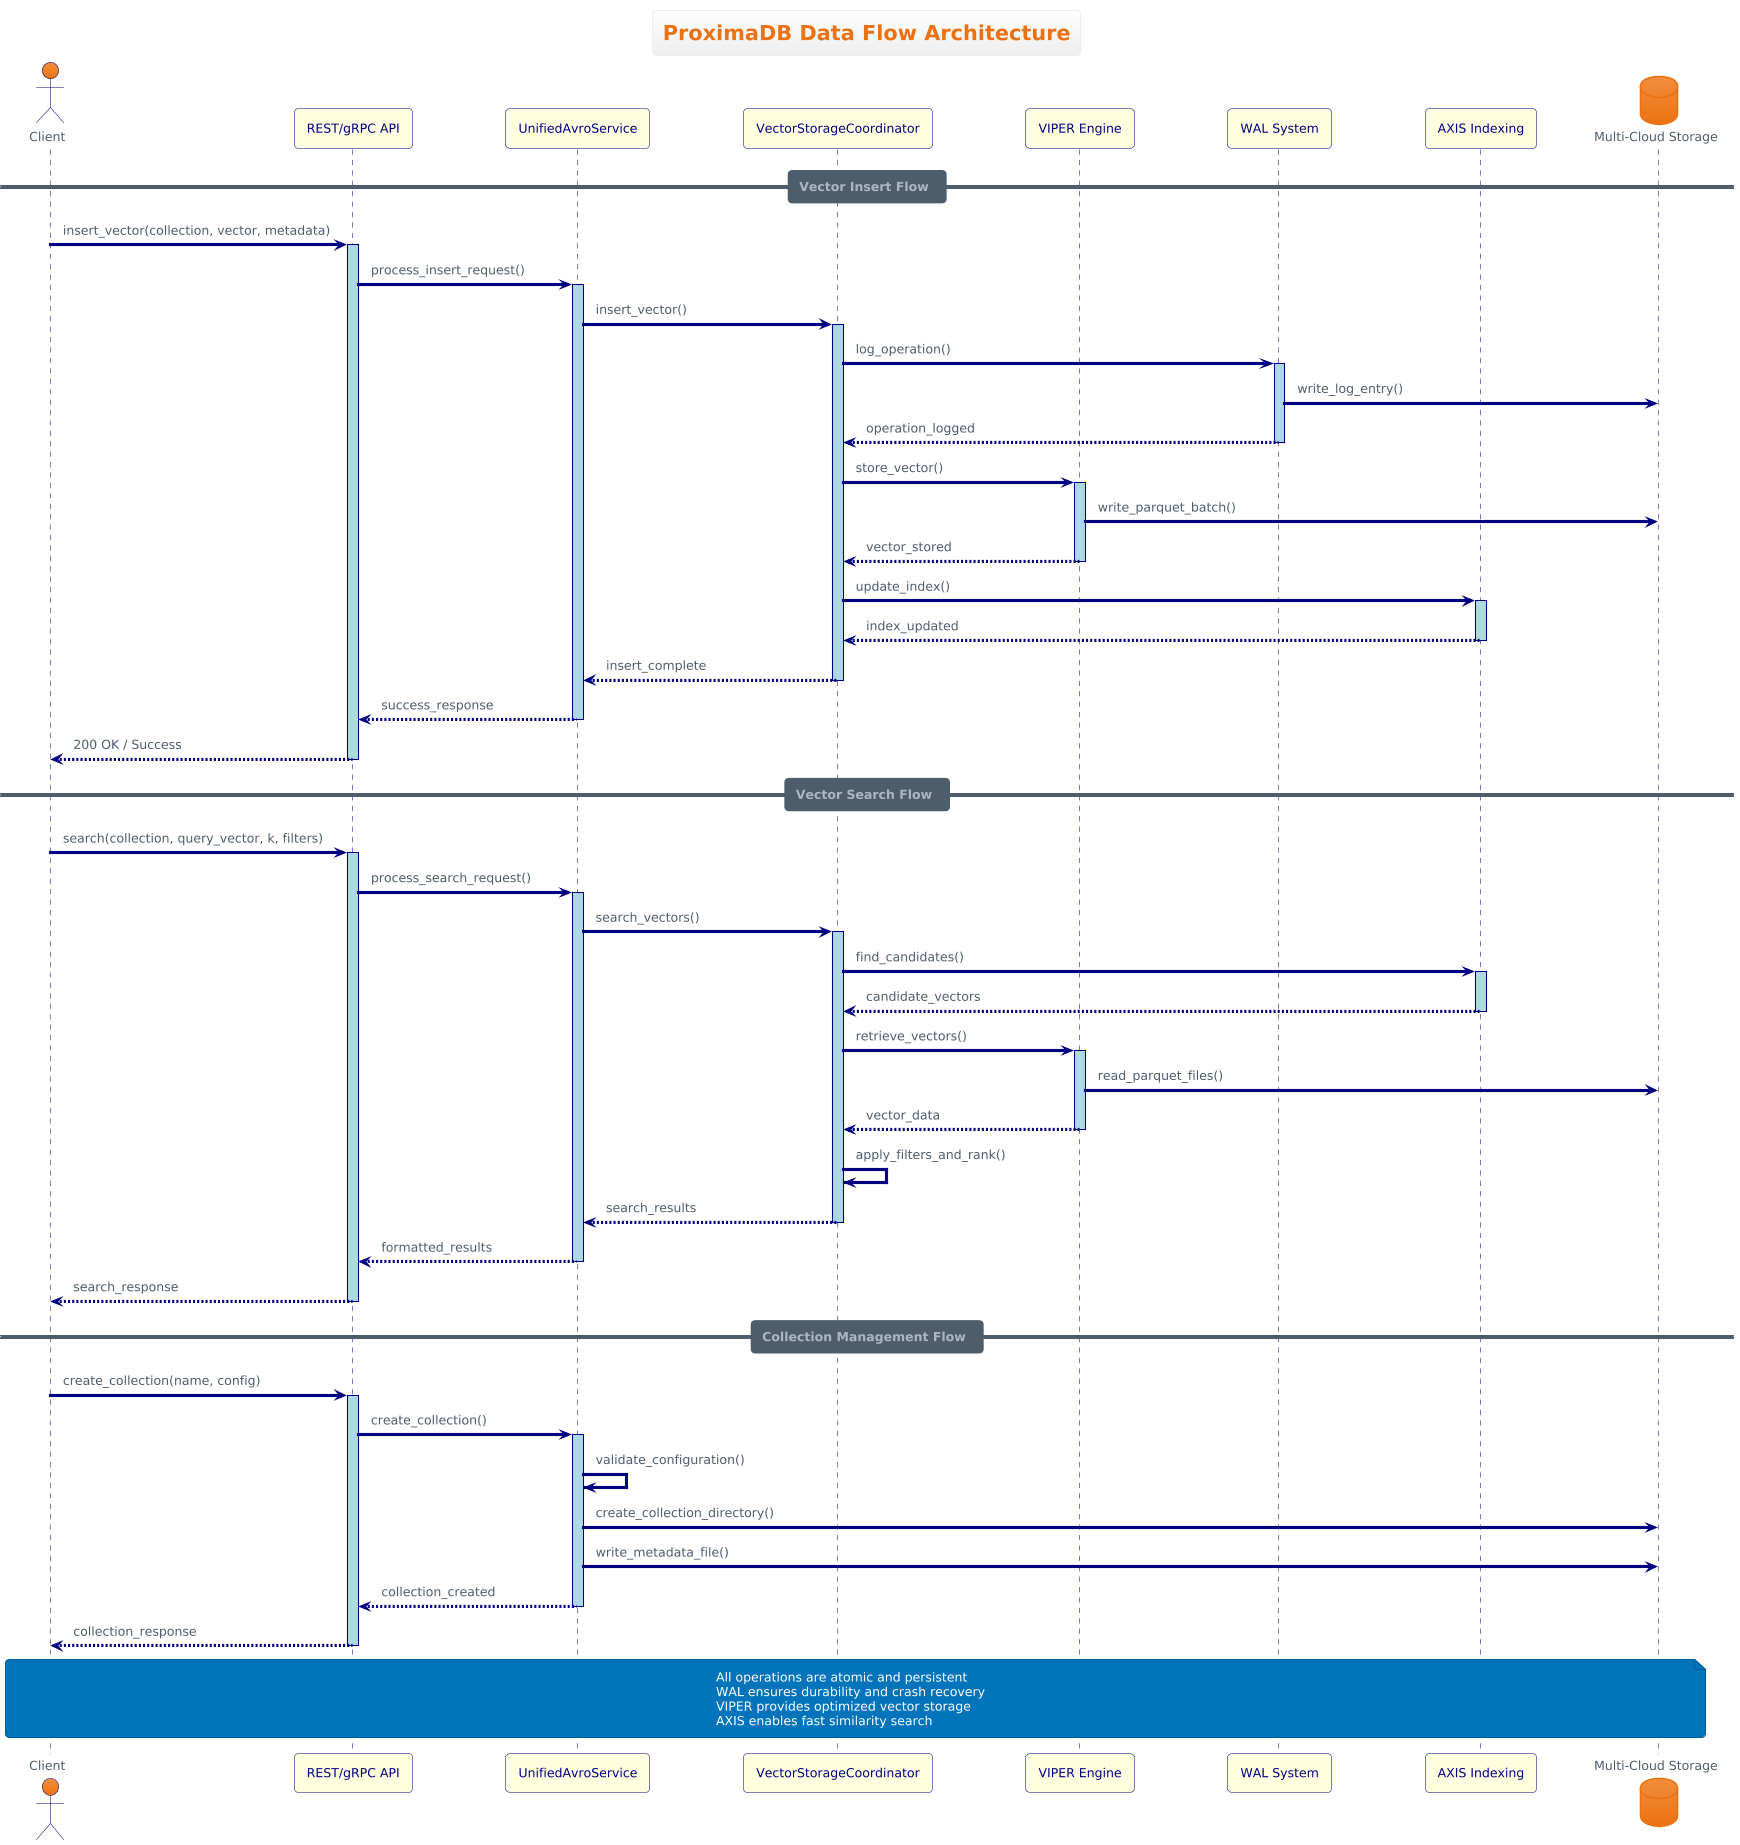 ProximaDB Data Flow Architecture
Client
REST/gRPC API
UnifiedAvroService
VectorStorageCoordinator
VIPER Engine
WAL System
AXIS Indexing
Multi-Cloud Storage
Vector Insert Flow
insert_vector(collection, vector, metadata)
process_insert_request()
insert_vector()
log_operation()
write_log_entry()
operation_logged
store_vector()
write_parquet_batch()
vector_stored
update_index()
index_updated
insert_complete
success_response
200 OK / Success
Vector Search Flow
search(collection, query_vector, k, filters)
process_search_request()
search_vectors()
find_candidates()
candidate_vectors
retrieve_vectors()
read_parquet_files()
vector_data
apply_filters_and_rank()
search_results
formatted_results
search_response
Collection Management Flow
create_collection(name, config)
create_collection()
validate_configuration()
create_collection_directory()
write_metadata_file()
collection_created
collection_response
All operations are atomic and persistent
WAL ensures durability and crash recovery
VIPER provides optimized vector storage
AXIS enables fast similarity search
Client
REST/gRPC API
UnifiedAvroService
VectorStorageCoordinator
VIPER Engine
WAL System
AXIS Indexing
Multi-Cloud Storage